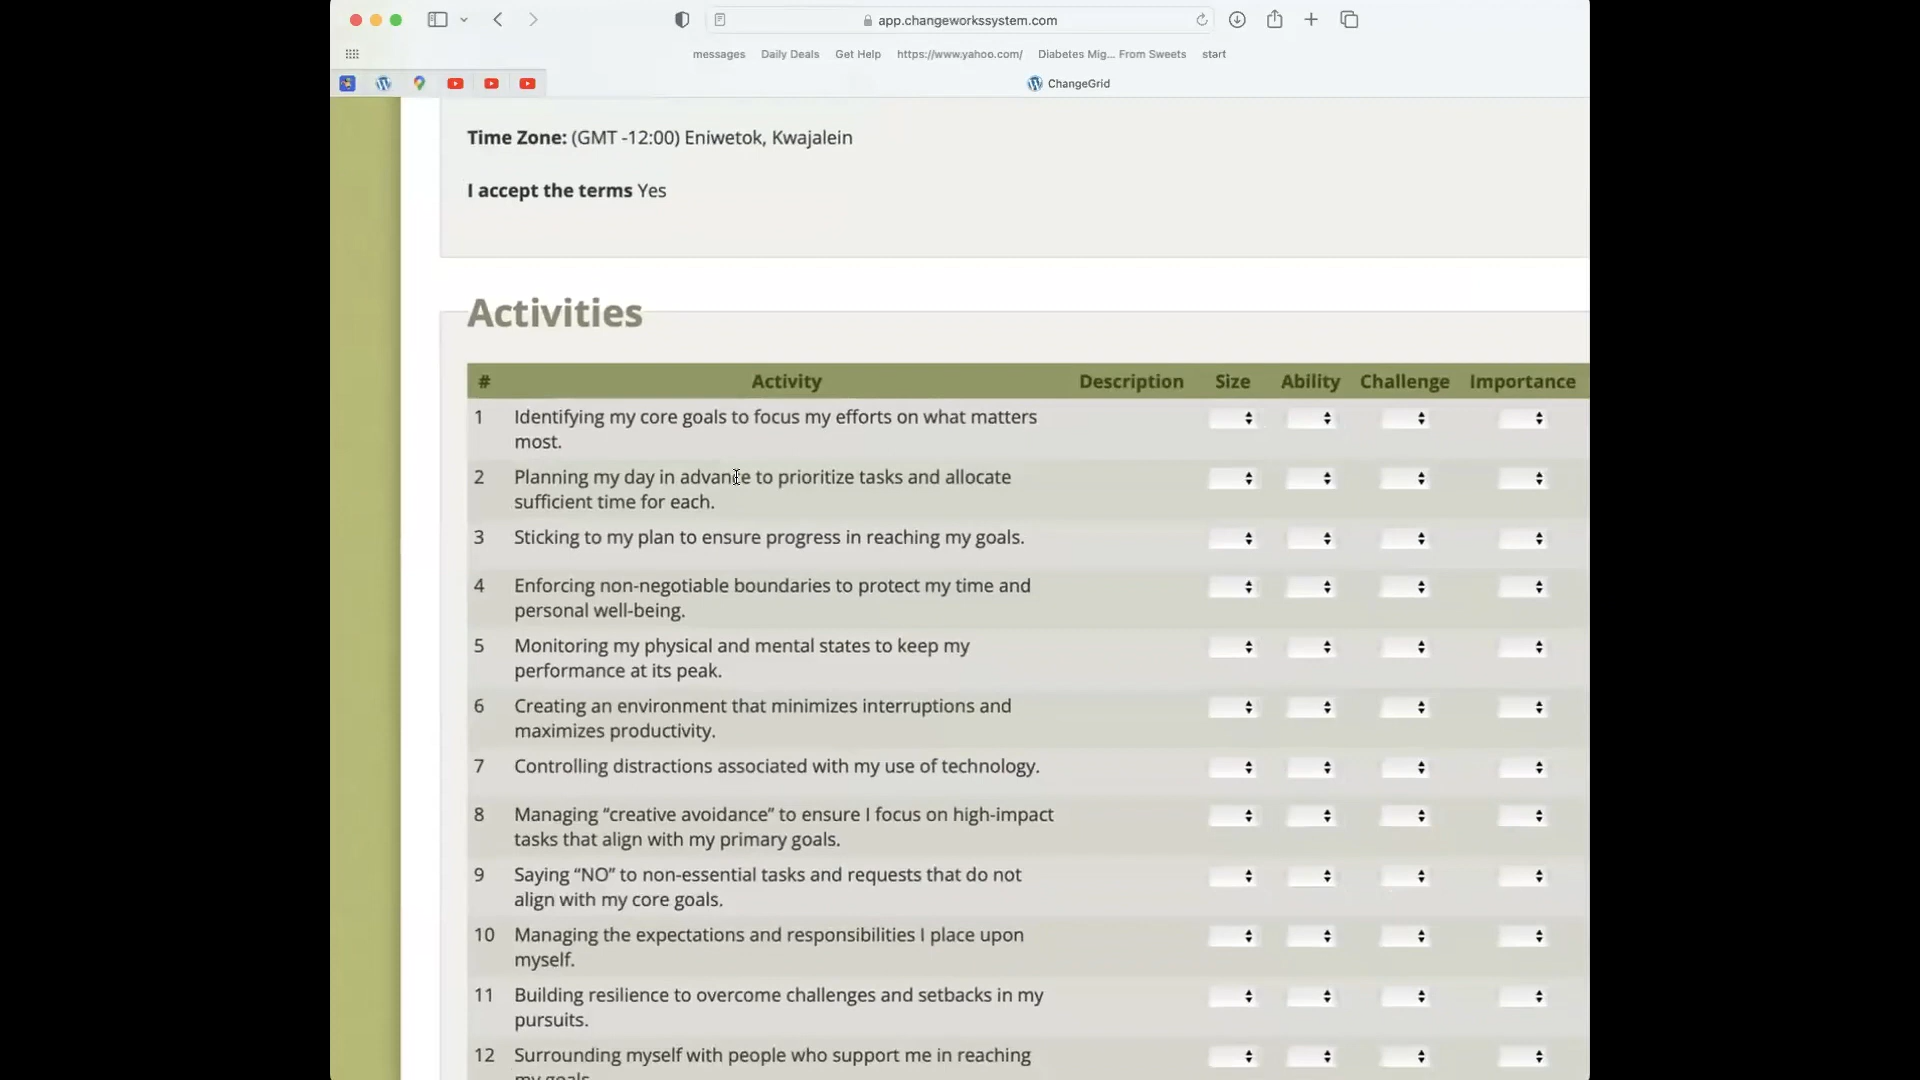 app.changeworkssystem.com
messages Daily Deals Get Help https://www.yahoo.com/ Diabetes Mig... From Sweets start
ChangeGrid
Time Zone: (GMT -12:00) Eniwetok, Kwajalein
I accept the terms Yes
Activities
# Activity Description Size Ability Challenge Importance
1 Identifying my core goals to focus my efforts on what matters
most.
2 Planning my day in advance to prioritize tasks and allocate
sufficient time for each.
3 Sticking to my plan to ensure progress in reaching my goals.
4 Enforcing non-negotiable boundaries to protect my time and
personal well-being.
5 Monitoring my physical and mental states to keep my
performance at its peak.
6 Creating an environment that minimizes interruptions and
maximizes productivity.
7 Controlling distractions associated with my use of technology.
8 Managing “creative avoidance” to ensure I focus on high-impact
tasks that align with my primary goals.
9 Saying “NO” to non-essential tasks and requests that do not
align with my core goals.
10 Managing the expectations and responsibilities I place upon
myself.
11 Building resilience to overcome challenges and setbacks in my
pursuits.
12 Surrounding myself with people who support me in reaching
my goals.